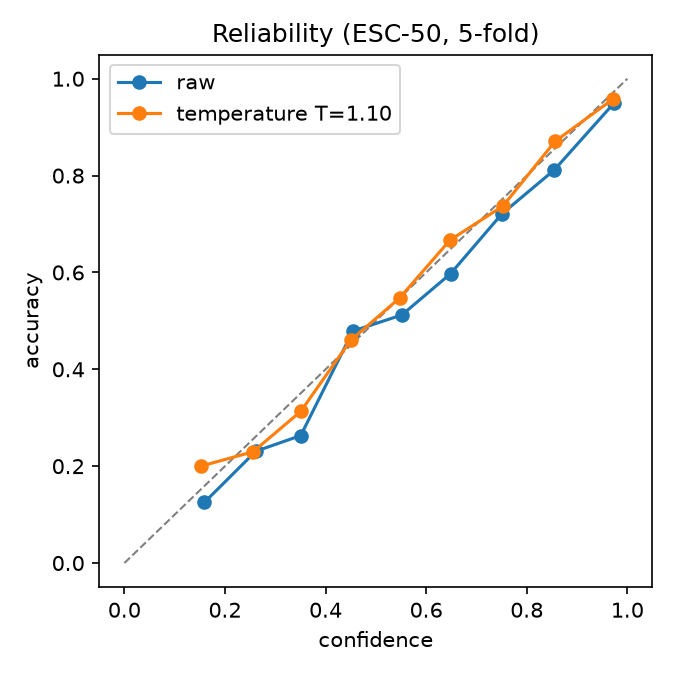 Reliability (ESC-50, 5-fold)
raw
temperature T=1.10
1.0
0.8
0.6
0.4
0.2
0.0
accuracy
0.0 0.2 0.4 0.6 0.8 1.0
confidence